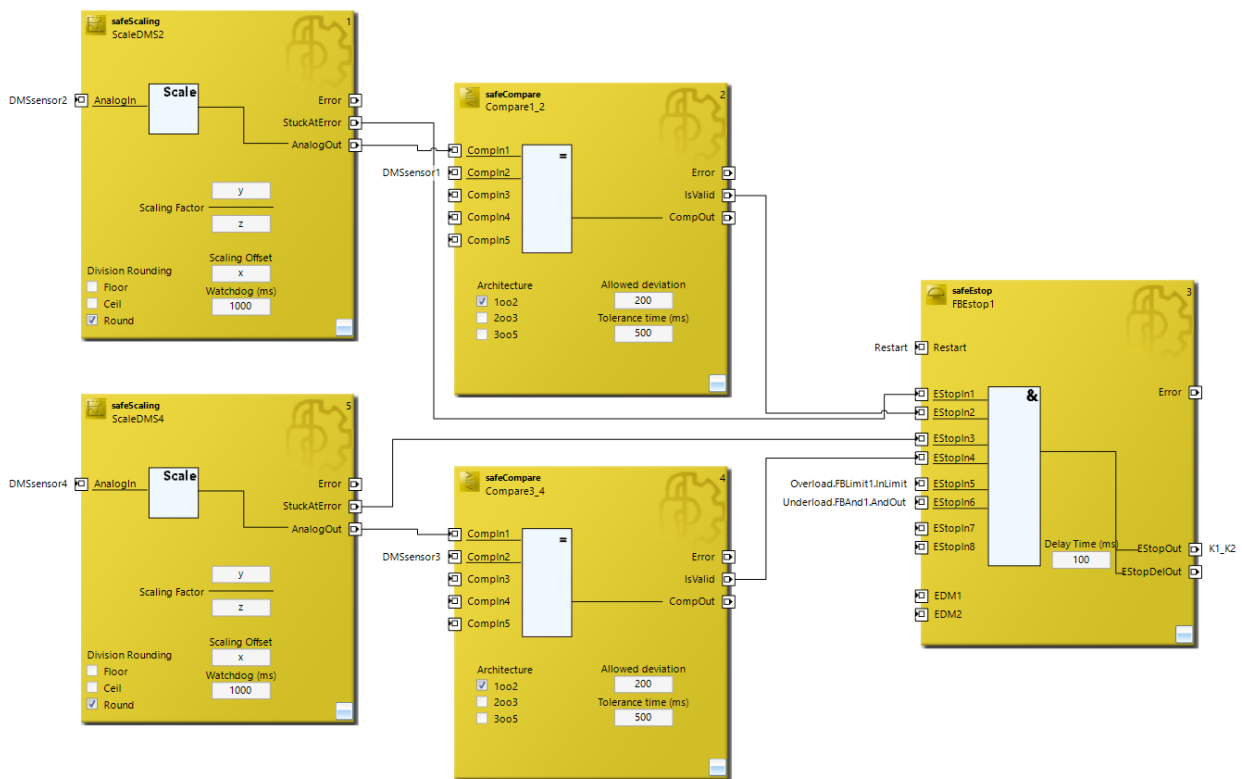 safeScaling
1
ScaleDMS2
DMSsensor2
AnalogIn
Scale
Error
StuckAtError
AnalogOut
y
Scaling Factor
z
Scaling Offset
x
Division Rounding
Floor
Watchdog (ms)
Ceil
1000
Round
safeCompare
2
Compare1_2
CompIn1
=
DMSsensor1
CompIn2
Error
CompIn3
IsValid
CompIn4
CompOut
CompIn5
Architecture
Allowed deviation
1oo2
200
2oo3
Tolerance time (ms)
3oo5
500
safeEstop
3
FBEstop1
Restart
Restart
EStopIn1
&
Error
EStopIn2
EStopIn3
EStopIn4
Overload.FBLimit1.InLimit
EStopIn5
Underload.FBAnd1.AndOut
EStopIn6
EStopIn7
EStopIn8
Delay Time (ms)
100
EStopOut
K1_K2
EStopDelOut
EDM1
EDM2
safeScaling
5
ScaleDMS4
DMSsensor4
AnalogIn
Scale
Error
StuckAtError
AnalogOut
y
Scaling Factor
z
Scaling Offset
x
Division Rounding
Floor
Watchdog (ms)
Ceil
1000
Round
safeCompare
4
Compare3_4
CompIn1
=
DMSsensor3
CompIn2
Error
CompIn3
IsValid
CompIn4
CompOut
CompIn5
Architecture
Allowed deviation
1oo2
200
2oo3
Tolerance time (ms)
3oo5
500